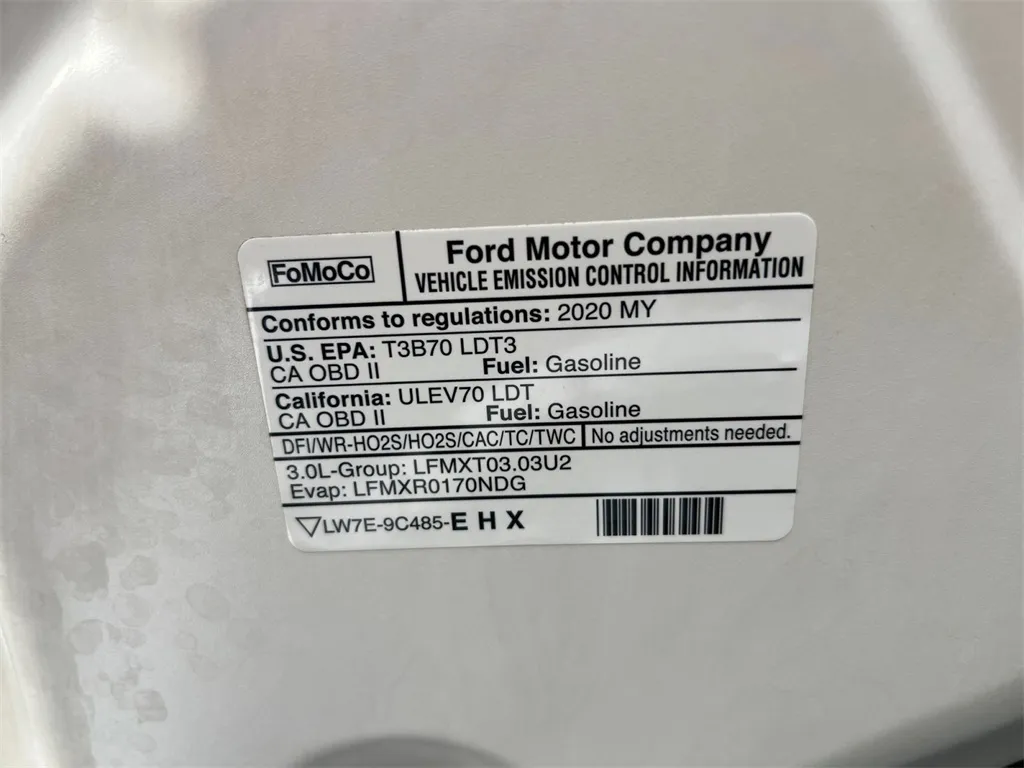 FoMoCo
Ford Motor Company
VEHICLE EMISSION CONTROL INFORMATION
Conforms to regulations: 2020 MY
U.S. EPA: T3B70 LDT3
CA OBD II Fuel: Gasoline
California: ULEV70 LDT
CA OBD II Fuel: Gasoline
DFI/WR-HO2S/HO2S/CAC/TC/TWC No adjustments needed.
3.0L-Group: LFMXT03.03U2
Evap: LFMXR0170NDG
LW7E-9C485-E H X